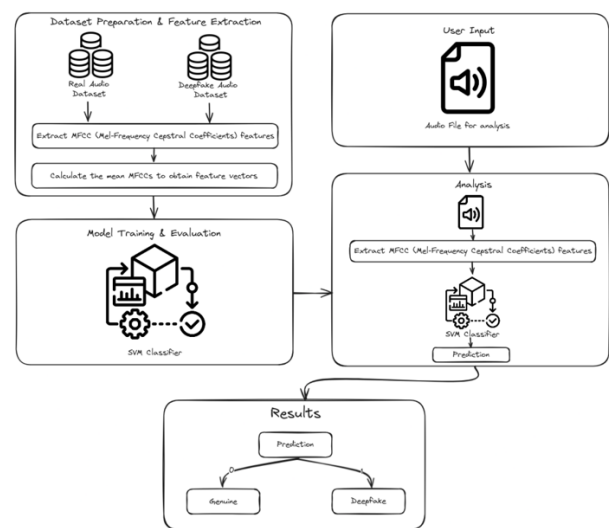 Dataset Preparation & Feature Extraction
Real Audio
Dataset
Deepfake Audio
Dataset
Extract MFCC (Mel-Frequency Cepstral Coefficients) features
Calculate the mean MFCCs to obtain feature vectors
Model Training & Evaluation
SVM Classifier
User Input
Audio File for analysis
Analysis
Extract MFCC (Mel-Frequency Cepstral Coefficients) features
SVM Classifier
Prediction
Results
Prediction
0
Genuine
Deepfake